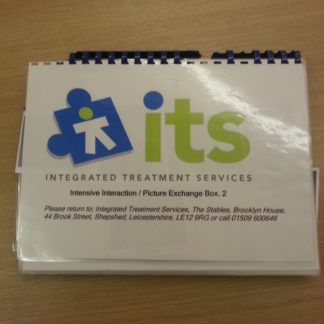 its
INTEGRATED TREATMENT SERVICES
Intensive Interaction / Picture Exchange Box. 2
Please return to; Integrated Treatment Services, The Stables, Brooklyn House,
44 Brook Street, Shepshed, Leicestershire, LE12 9RG or call 01509 600646